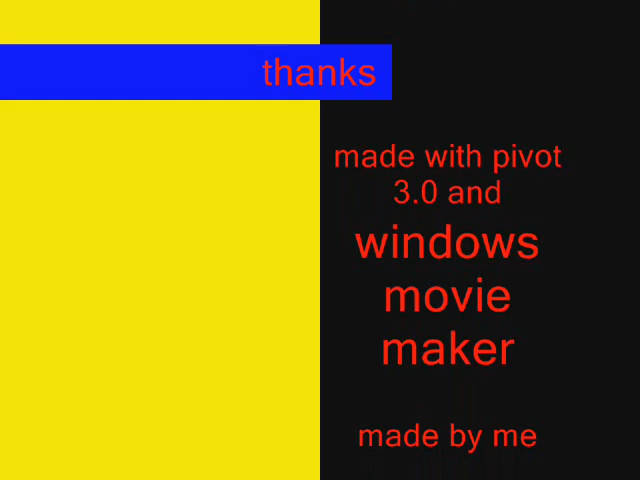 thanks
made with pivot
3.0 and
windows
movie
maker
made by me